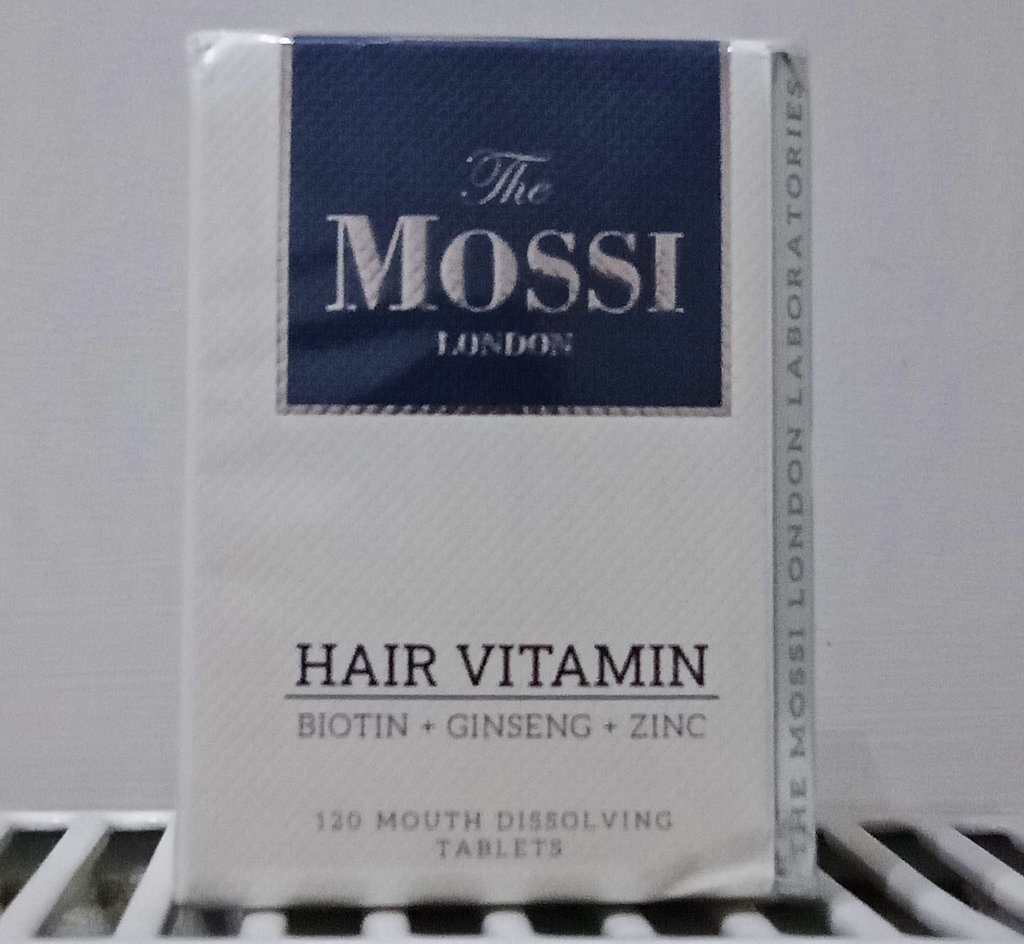 The
MOSSI
LONDON
HAIR VITAMIN
BIOTIN + GINSENG + ZINC
120 MOUTH DISSOLVING
TABLETS
THE MOSSI LONDON LABORATORIES